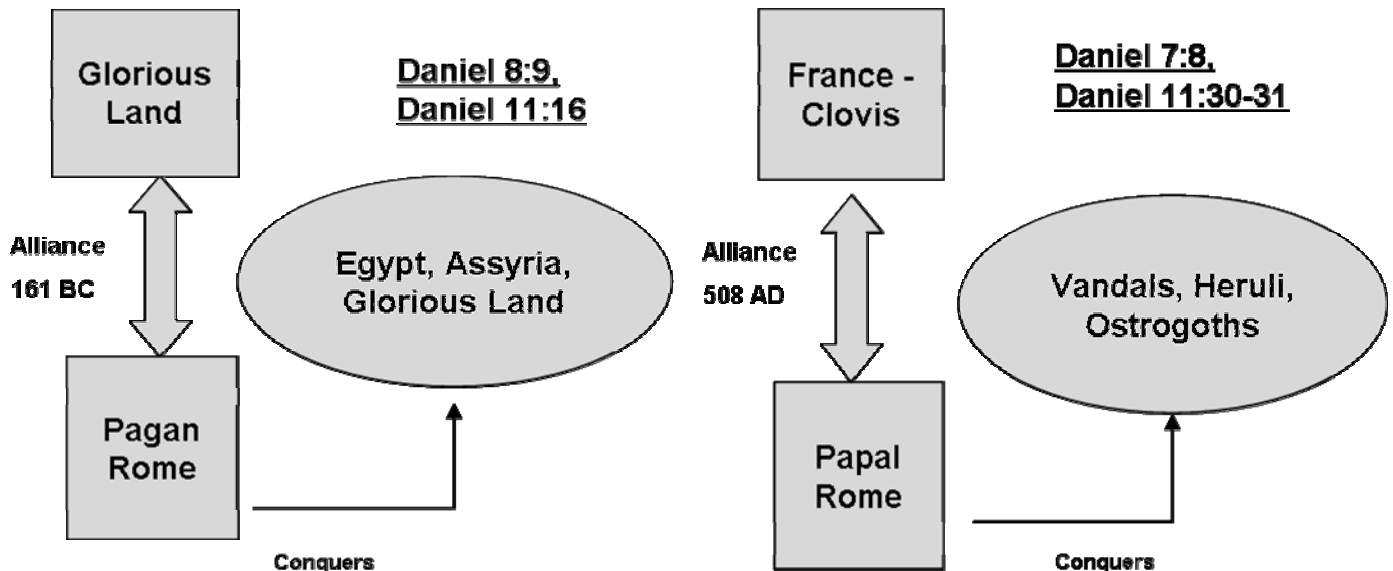 Glorious
Land
Daniel 8:9,
Daniel 11:16
Alliance
161 BC
Egypt, Assyria,
Glorious Land
Pagan
Rome
Conquers
France -
Clovis
Daniel 7:8,
Daniel 11:30-31
Alliance
508 AD
Vandals, Heruli,
Ostrogoths
Papal
Rome
Conquers